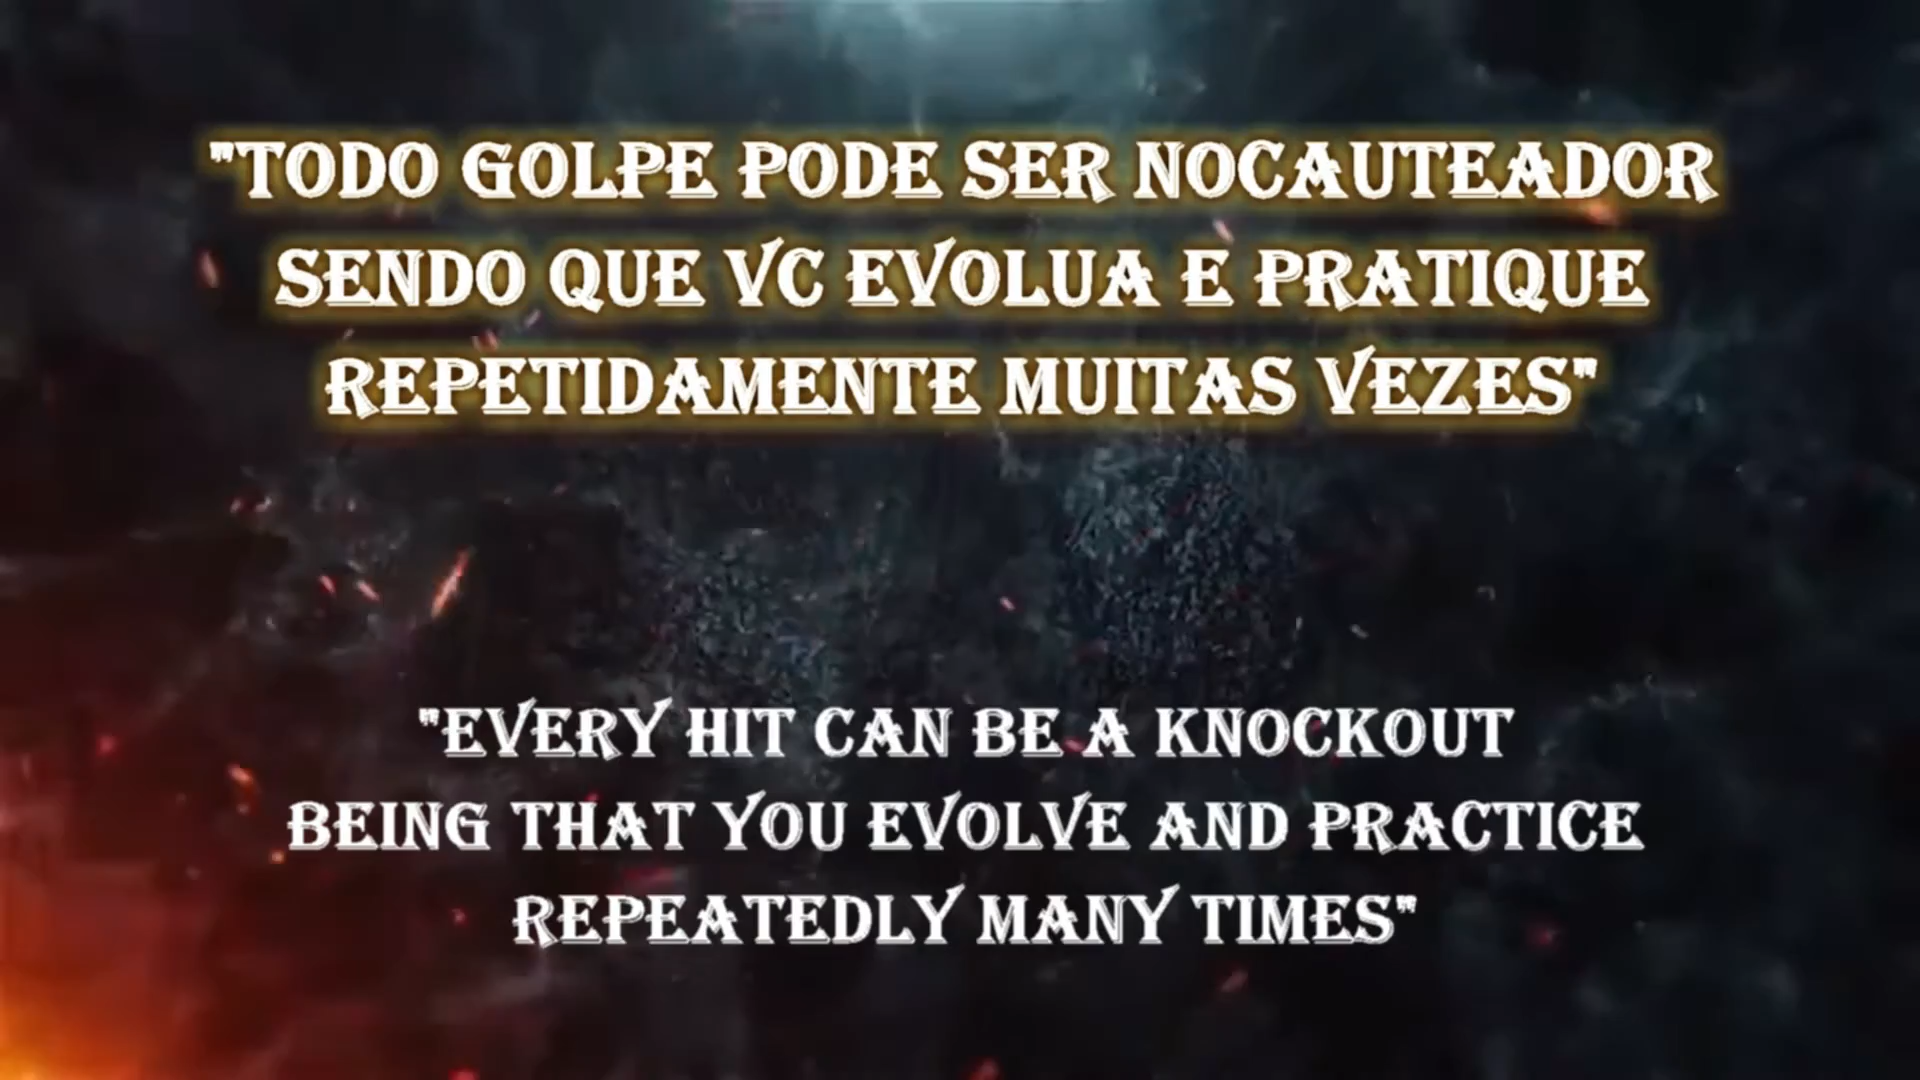 "TODO GOLPE PODE SER NOCAUTEADOR
SENDO QUE VC EVOLUA E PRATIQUE
REPETIDAMENTE MUITAS VEZES"
"EVERY HIT CAN BE A KNOCKOUT
BEING THAT YOU EVOLVE AND PRACTICE
REPEATEDLY MANY TIMES"